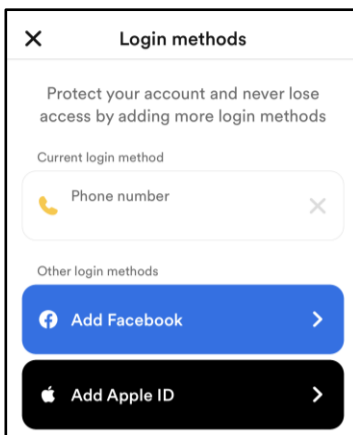 Login methods
Protect your account and never lose
access by adding more login methods
Current login method
Phone number
Other login methods
Add Facebook
Add Apple ID